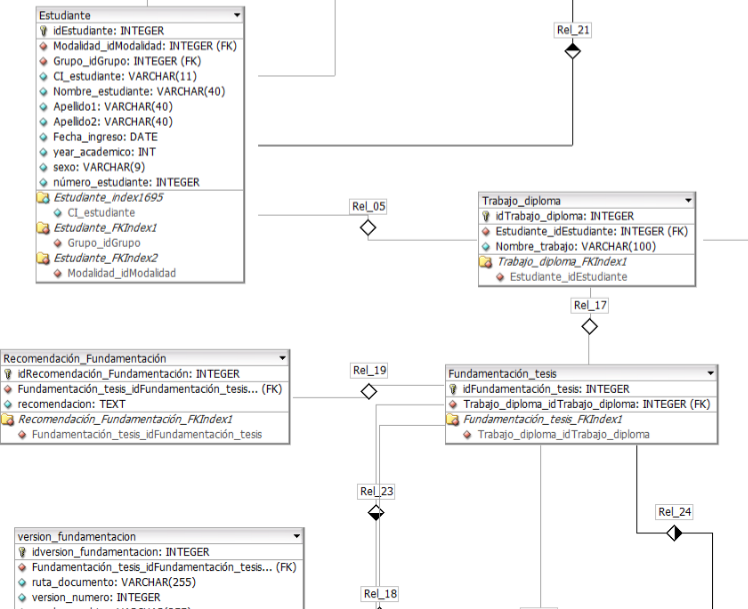 Estudiante
idEstudiante: INTEGER
Modalidad_idModalidad: INTEGER (FK)
Grupo_idGrupo: INTEGER (FK)
CI_estudiante: VARCHAR(11)
Nombre_estudiante: VARCHAR(40)
Apellido1: VARCHAR(40)
Apellido2: VARCHAR(40)
Fecha_ingreso: DATE
year_academico: INT
sexo: VARCHAR(9)
número_estudiante: INTEGER
Estudiante_index1695
CI_estudiante
Estudiante_FKIndex1
Grupo_idGrupo
Estudiante_FKIndex2
Modalidad_idModalidad
Rel_21
Rel_05
Trabajo_diploma
idTrabajo_diploma: INTEGER
Estudiante_idEstudiante: INTEGER (FK)
Nombre_trabajo: VARCHAR(100)
Trabajo_diploma_FKIndex1
Estudiante_idEstudiante
Rel_17
Recomendación_Fundamentación
idRecomendación_Fundamentación: INTEGER
Fundamentación_tesis_idFundamentación_tesis... (FK)
recomendacion: TEXT
Recomendación_Fundamentación_FKIndex1
Fundamentación_tesis_idFundamentación_tesis
Rel_19
Fundamentación_tesis
idFundamentación_tesis: INTEGER
Trabajo_diploma_idTrabajo_diploma: INTEGER (FK)
Fundamentación_tesis_FKIndex1
Trabajo_diploma_idTrabajo_diploma
Rel_23
Rel_24
version_fundamentacion
idversion_fundamentacion: INTEGER
Fundamentación_tesis_idFundamentación_tesis... (FK)
ruta_documento: VARCHAR(255)
version_numero: INTEGER
Rel_18